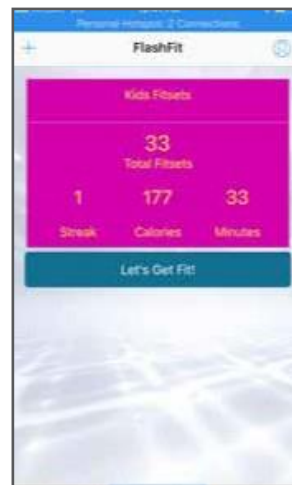 Personal Hotspot: 2 Connections
+ FlashFit
Kids Fitsets
33
Total Fitsets
1 177 33
Streak Calories Minutes
Let's Get Fit!